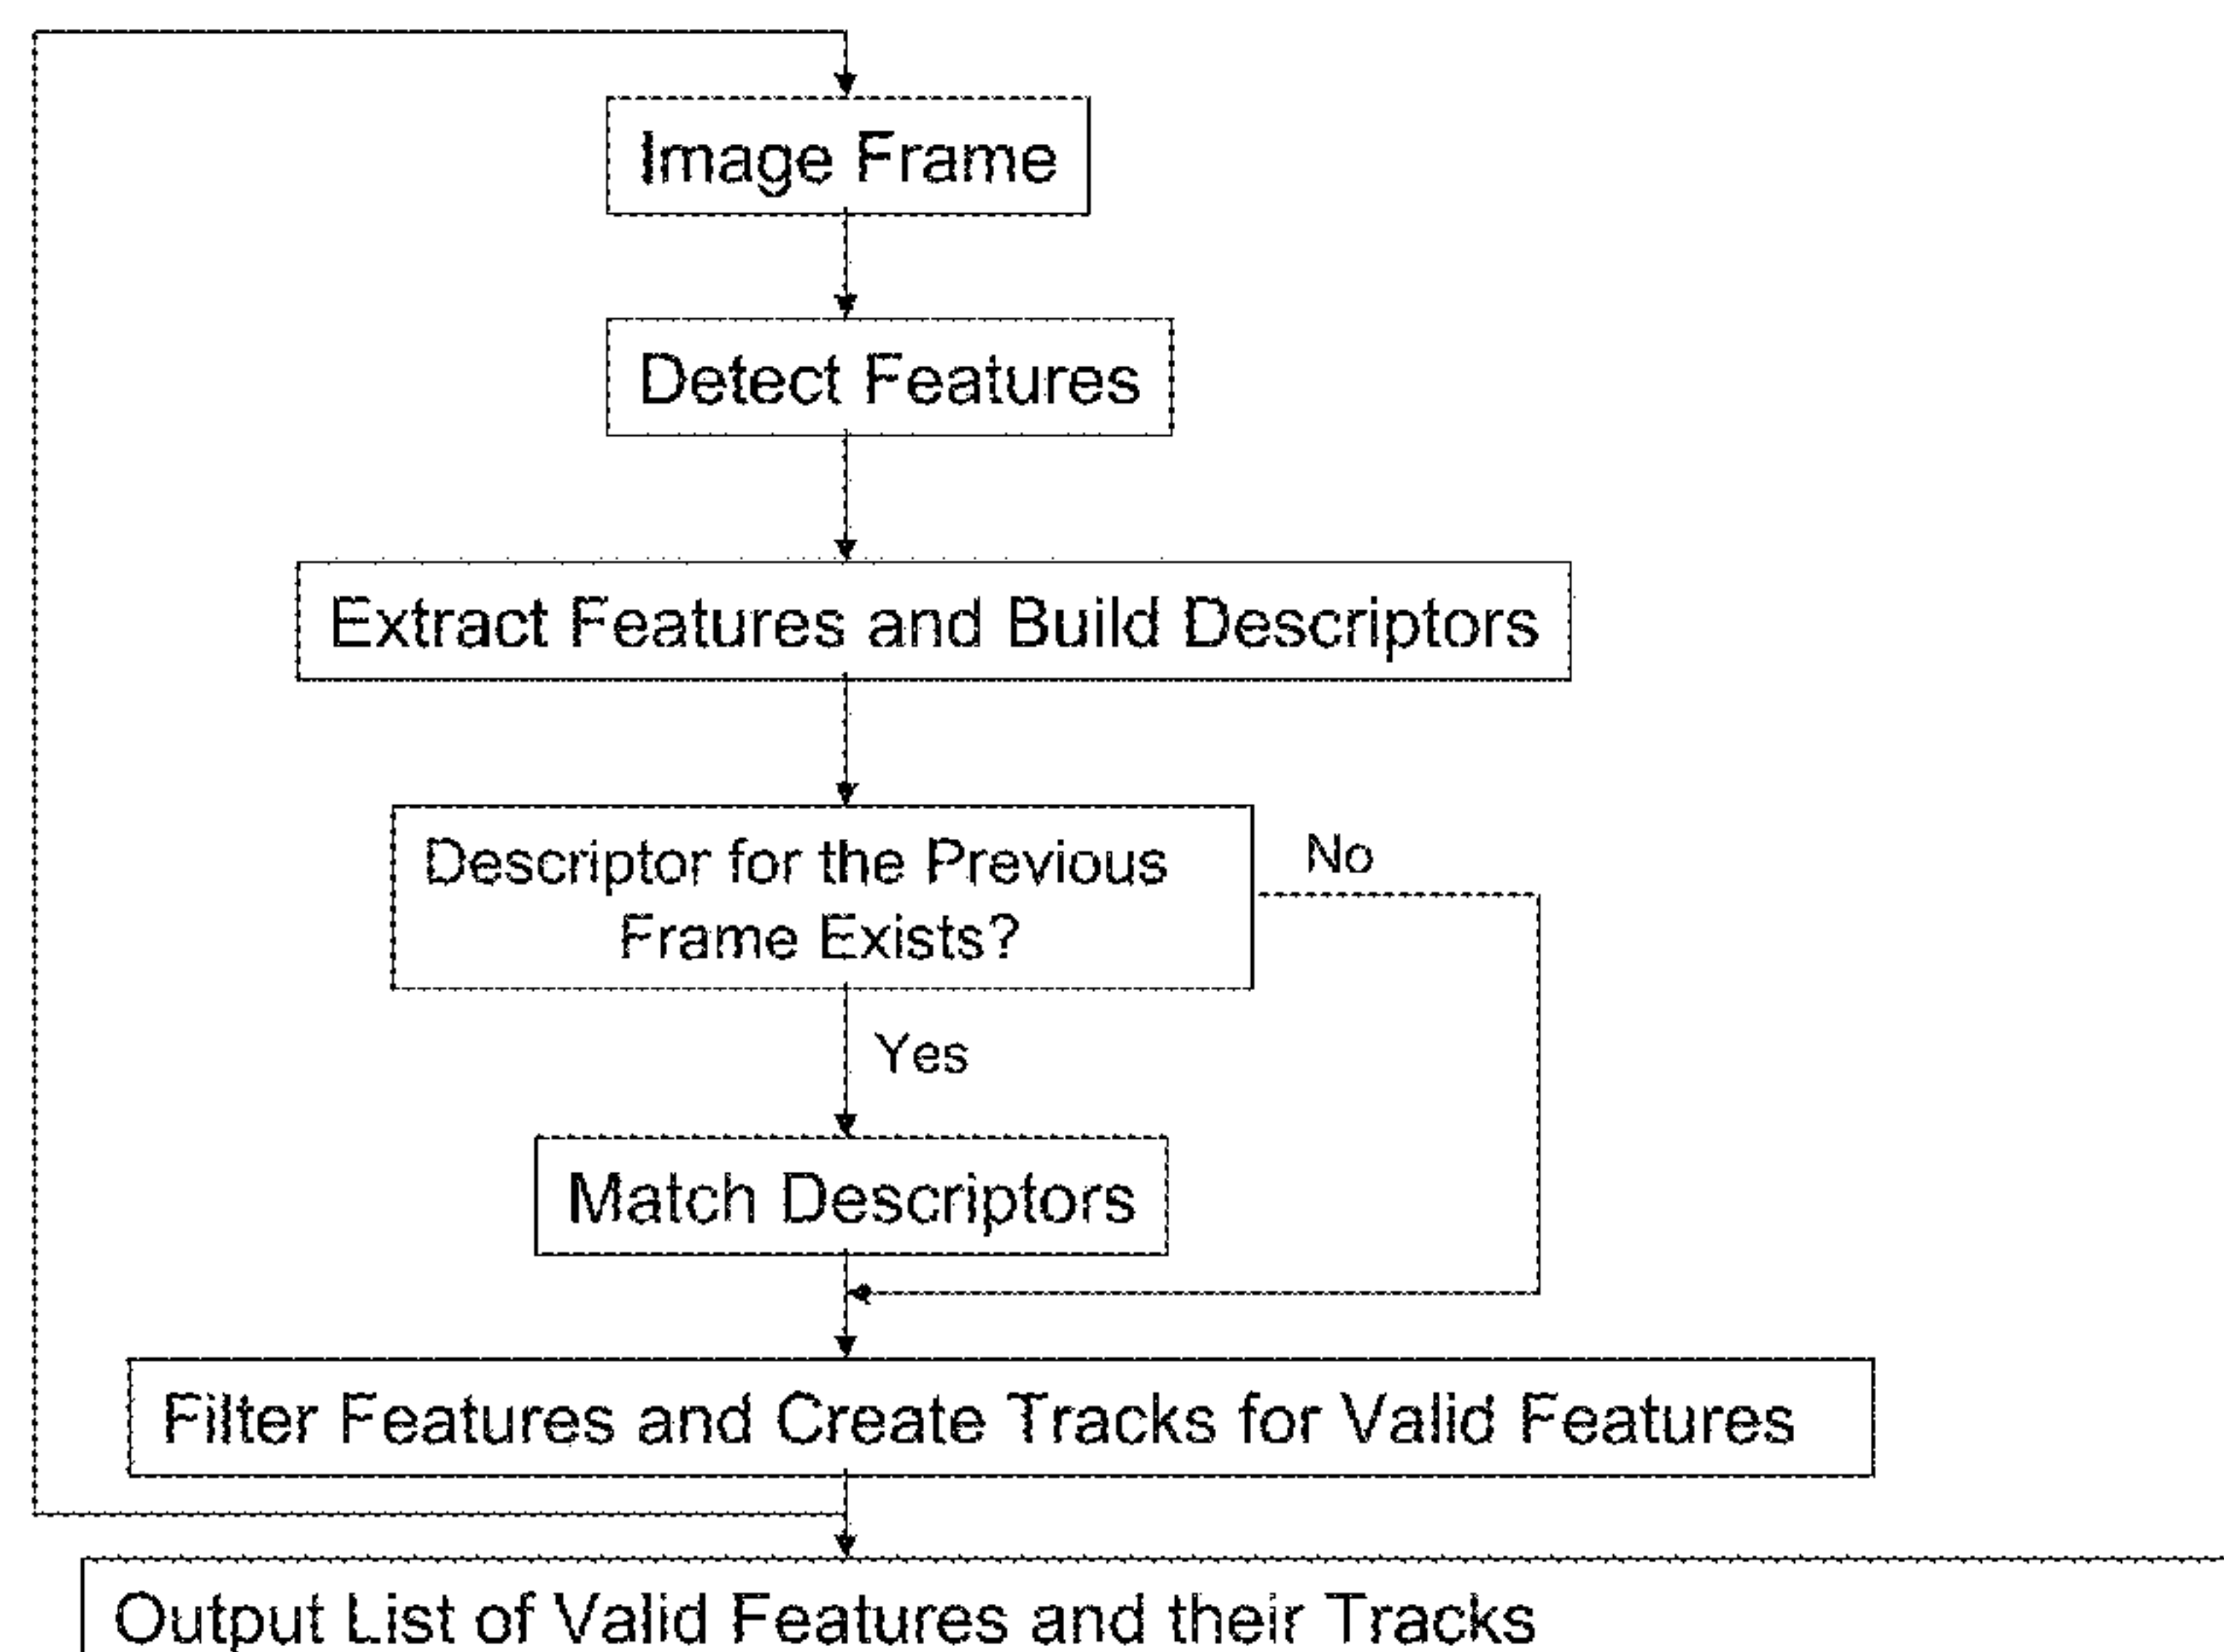 Image Frame
Detect Features
Extract Features and Build Descriptors
Descriptor for the Previous
Frame Exists?
No
Yes
Match Descriptors
Filter Features and Create Tracks for Valid Features
Output List of Valid Features and their Tracks